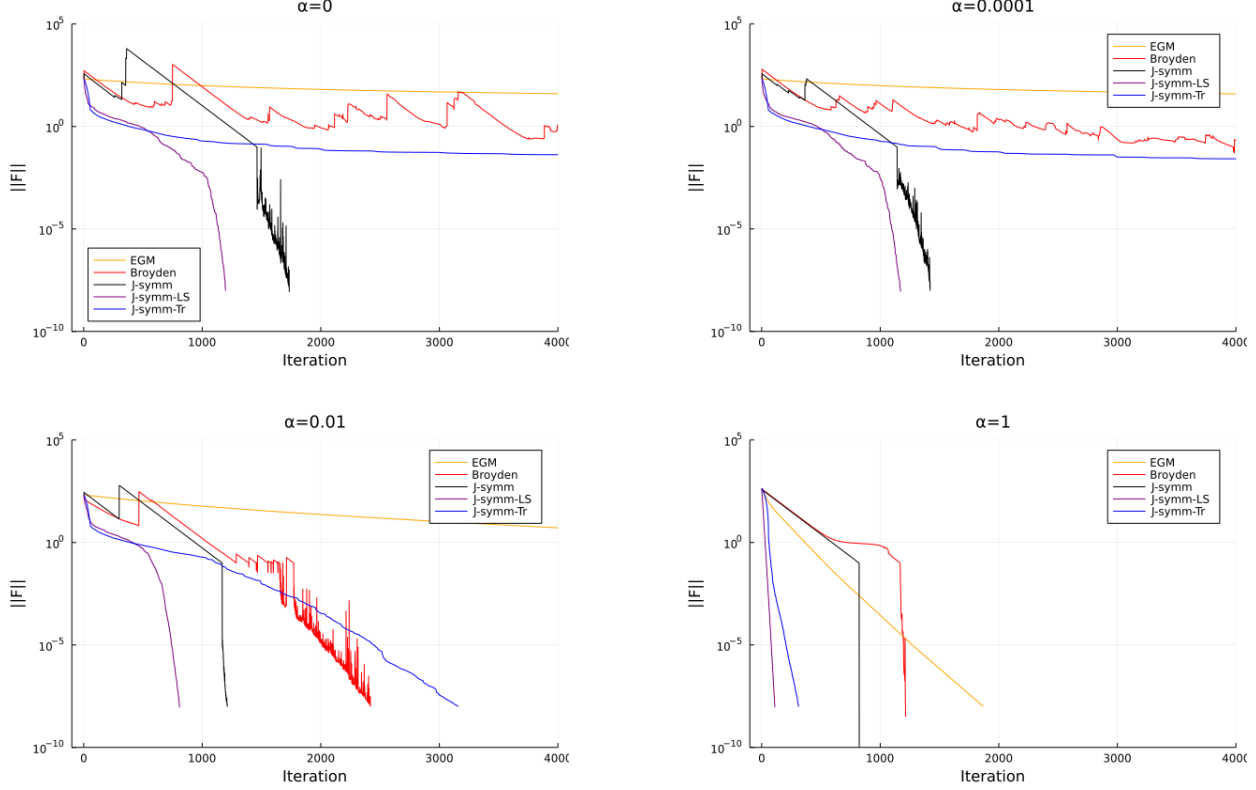 α=0
10^5
10^0
10^-5
10^-10
||F||
EGM
Broyden
J-symm
J-symm-LS
J-symm-Tr
0
1000
2000
3000
4000
Iteration
α=0.0001
10^5
10^0
10^-5
10^-10
||F||
EGM
Broyden
J-symm
J-symm-LS
J-symm-Tr
0
1000
2000
3000
4000
Iteration
α=0.01
10^5
10^0
10^-5
10^-10
||F||
EGM
Broyden
J-symm
J-symm-LS
J-symm-Tr
0
1000
2000
3000
4000
Iteration
α=1
10^5
10^0
10^-5
10^-10
||F||
EGM
Broyden
J-symm
J-symm-LS
J-symm-Tr
0
1000
2000
3000
4000
Iteration